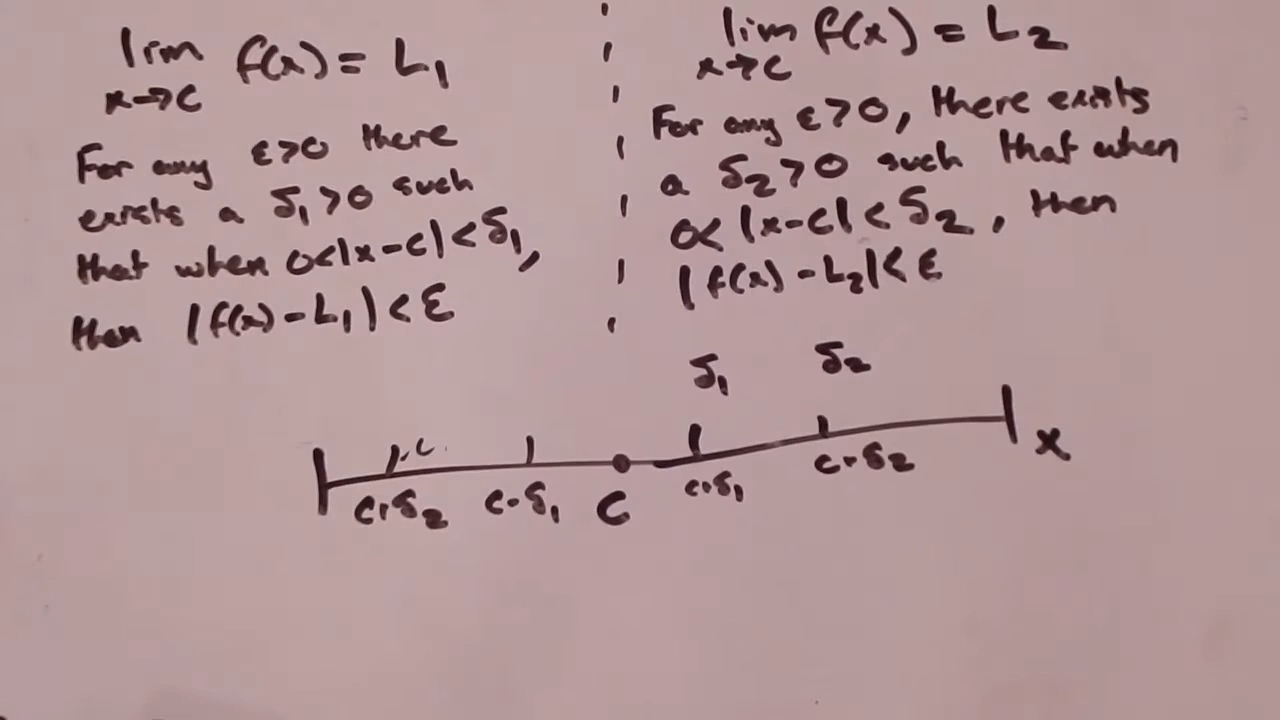 lim f(x) = L₁
x→c
For any ε>0 there
exists a δ₁>0 such
that when 0<|x-c|<δ₁,
then |f(x)-L₁|<ε
lim f(x) = L₂
x→c
For any ε>0, there exists
a δ₂>0 such that when
0<|x-c|<δ₂, then
|f(x)-L₂|<ε
δ₁ δ₂
c-δ₂ c-δ₁ c c+δ₁ c+δ₂ x